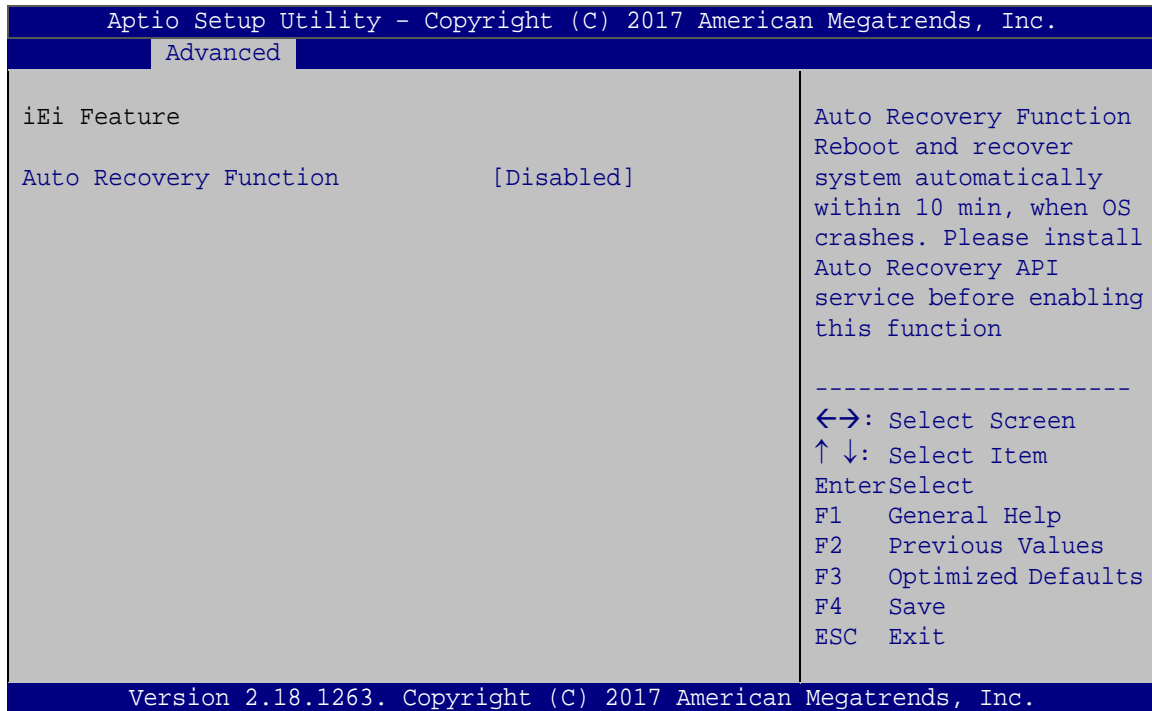 Aptio Setup Utility – Copyright (C) 2017 American Megatrends, Inc.
Advanced
iEi Feature
Auto Recovery Function [Disabled]
Auto Recovery Function
Reboot and recover
system automatically
within 10 min, when OS
crashes. Please install
Auto Recovery API
service before enabling
this function
----------------------
←→: Select Screen
↑ ↓: Select Item
EnterSelect
F1 General Help
F2 Previous Values
F3 Optimized Defaults
F4 Save
ESC Exit
Version 2.18.1263. Copyright (C) 2017 American Megatrends, Inc.